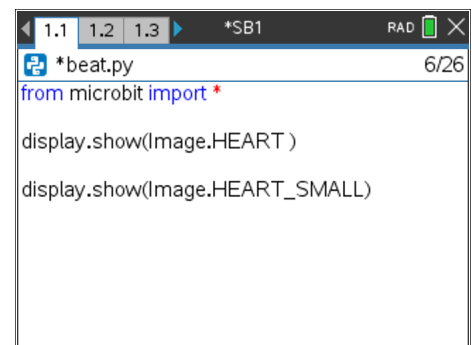 1.1 1.2 1.3 *SB1 RAD
*beat.py 6/26
from microbit import *
display.show(Image.HEART )
display.show(Image.HEART_SMALL)